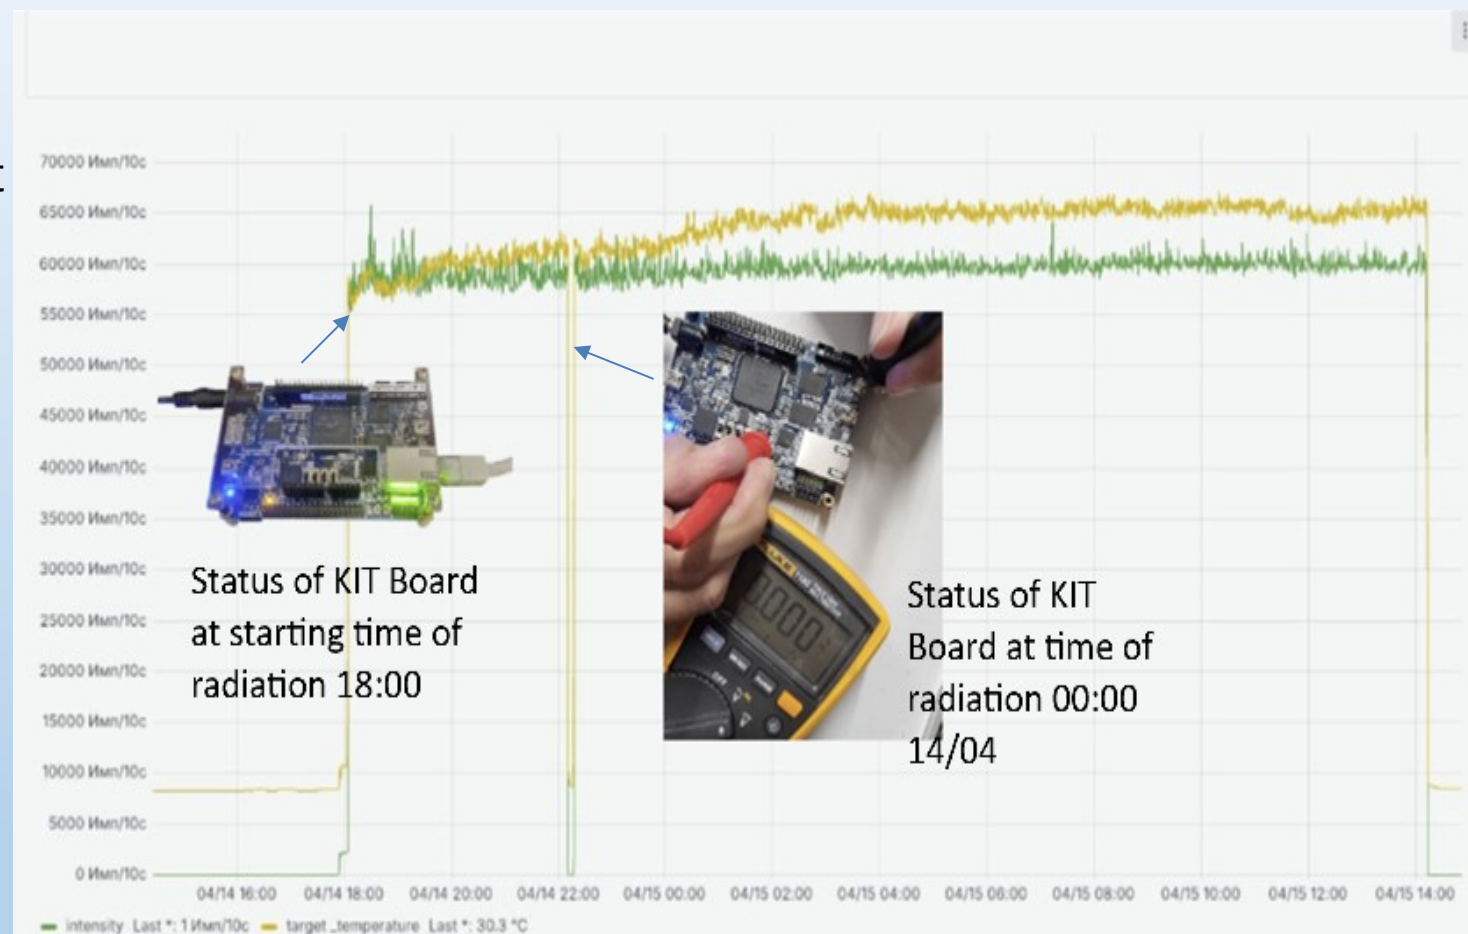 t
70000 Имп/10с
65000 Имп/10с
60000 Имп/10с
55000 Имп/10с
50000 Имп/10с
45000 Имп/10с
40000 Имп/10с
35000 Имп/10с
30000 Имп/10с
25000 Имп/10с
20000 Имп/10с
15000 Имп/10с
10000 Имп/10с
5000 Имп/10с
0 Имп/10с
Status of KIT Board
at starting time of
radiation 18:00
0.000
Status of KIT
Board at time of
radiation 00:00
14/04
04/14 16:00 04/14 18:00 04/14 20:00 04/14 22:00 04/15 00:00 04/15 02:00 04/15 04:00 04/15 06:00 04/15 08:00 04/15 10:00 04/15 12:00 04/15 14:00
intensity Last *: 1 Имп/10с target_temperature Last *: 30.3 °C